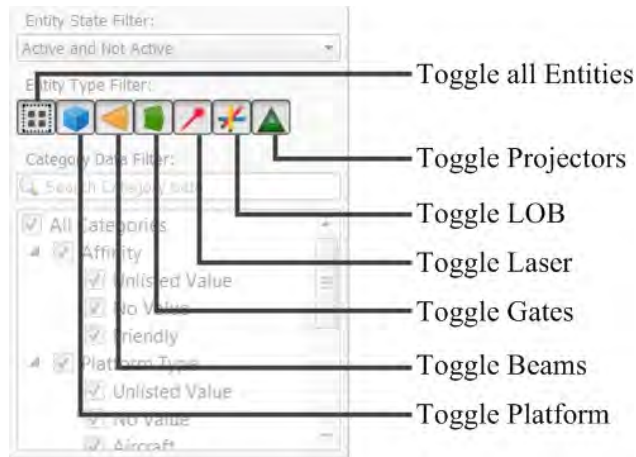 Entity State Filter:
Active and Not Active
Toggle all Entities
Entity Type Filter:
Toggle Projectors
Category Data Filter:
Search Category Data
Toggle LOB
All Categories
Affinity
Toggle Laser
Unlisted Value
No Value
Toggle Gates
Friendly
Platform Type
Toggle Beams
Unlisted Value
No Value
Toggle Platform
Aircraft